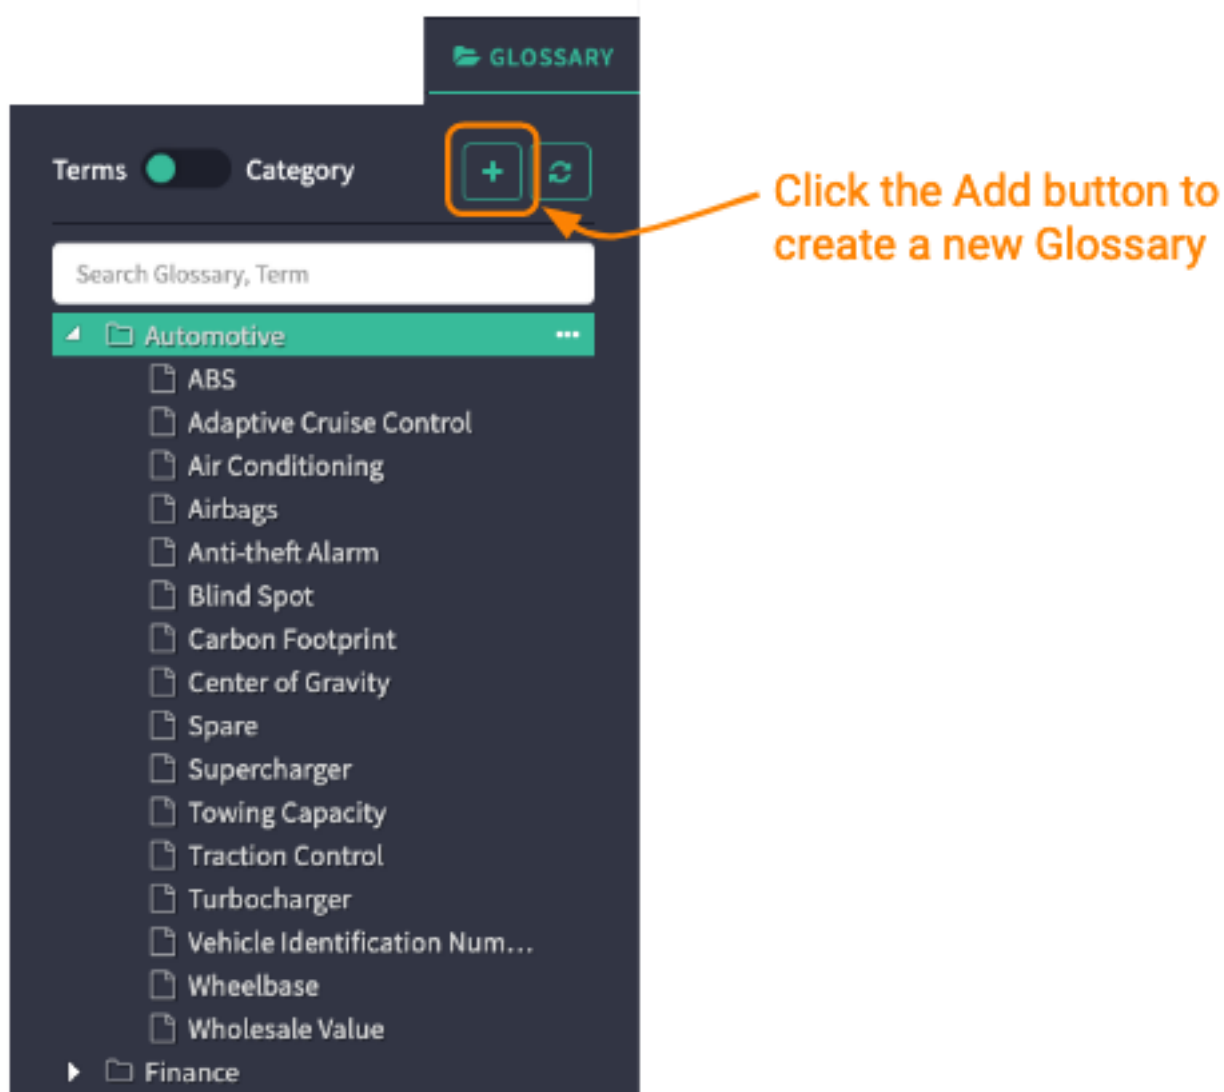 GLOSSARY
Terms Category
Click the Add button to
create a new Glossary
Search Glossary, Term
Automotive
ABS
Adaptive Cruise Control
Air Conditioning
Airbags
Anti-theft Alarm
Blind Spot
Carbon Footprint
Center of Gravity
Spare
Supercharger
Towing Capacity
Traction Control
Turbocharger
Vehicle Identification Num...
Wheelbase
Wholesale Value
Finance